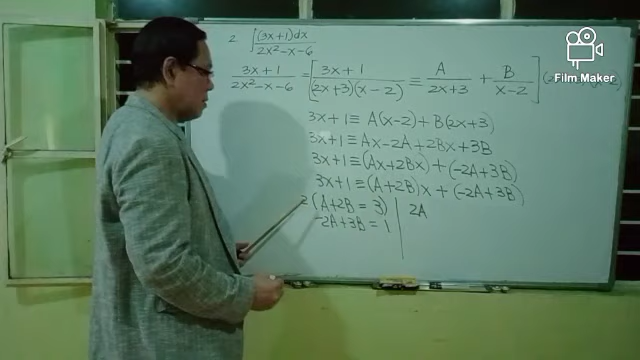 2 ∫(3x+1)dx
2x²-x-6
3x+1 = [ 3x+1 ≡ A + B ]
2x²-x-6 (2x+3)(x-2) 2x+3 x-2
3x+1 ≡ A(x-2) + B(2x+3)
3x+1 ≡ Ax-2A+2Bx+3B
3x+1 ≡ (Ax+2Bx) + (-2A+3B)
3x+1 ≡ (A+2B)x + (-2A+3B)
2(A+2B = 3) | 2A
-2A+3B = 1
Film Maker